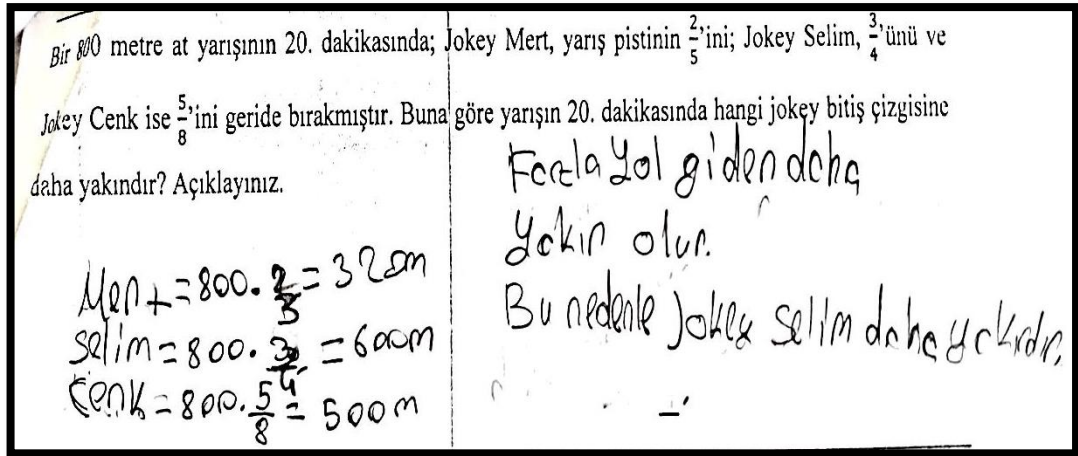 Bir 800 metre at yarışının 20. dakikasında; Jokey Mert, yarış pistinin 2/5'ini; Jokey Selim, 3/4'ünü ve
Jokey Cenk ise 5/8'ini geride bırakmıştır. Buna göre yarışın 20. dakikasında hangi jokey bitiş çizgisine
daha yakındır? Açıklayınız.
Mert=800.2/5=320m
Selim=800.3/4=600m
Cenk=800.5/8=500m
Fazla yol giden daha
yakın olur.
Bu nedenle Jokey Selim daha yakındır.